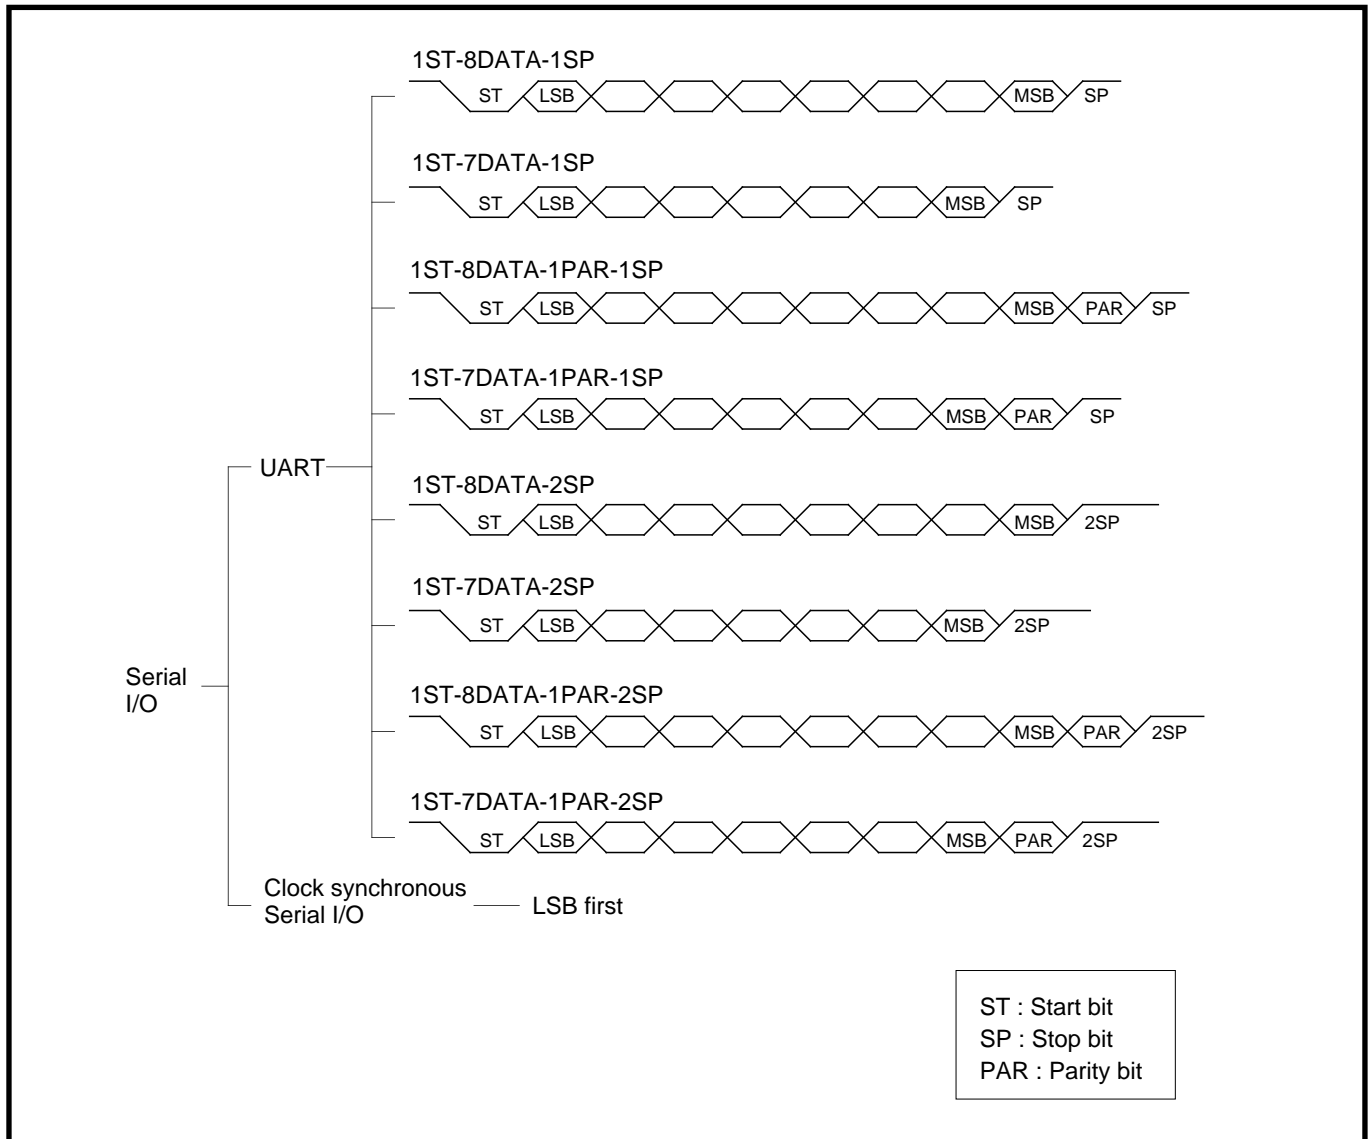 1ST-8DATA-1SP
ST LSB MSB SP
1ST-7DATA-1SP
ST LSB MSB SP
1ST-8DATA-1PAR-1SP
ST LSB MSB PAR SP
1ST-7DATA-1PAR-1SP
ST LSB MSB PAR SP
UART
1ST-8DATA-2SP
ST LSB MSB 2SP
1ST-7DATA-2SP
ST LSB MSB 2SP
Serial
I/O
1ST-8DATA-1PAR-2SP
ST LSB MSB PAR 2SP
1ST-7DATA-1PAR-2SP
ST LSB MSB PAR 2SP
Clock synchronous
Serial I/O
LSB first
ST : Start bit
SP : Stop bit
PAR : Parity bit